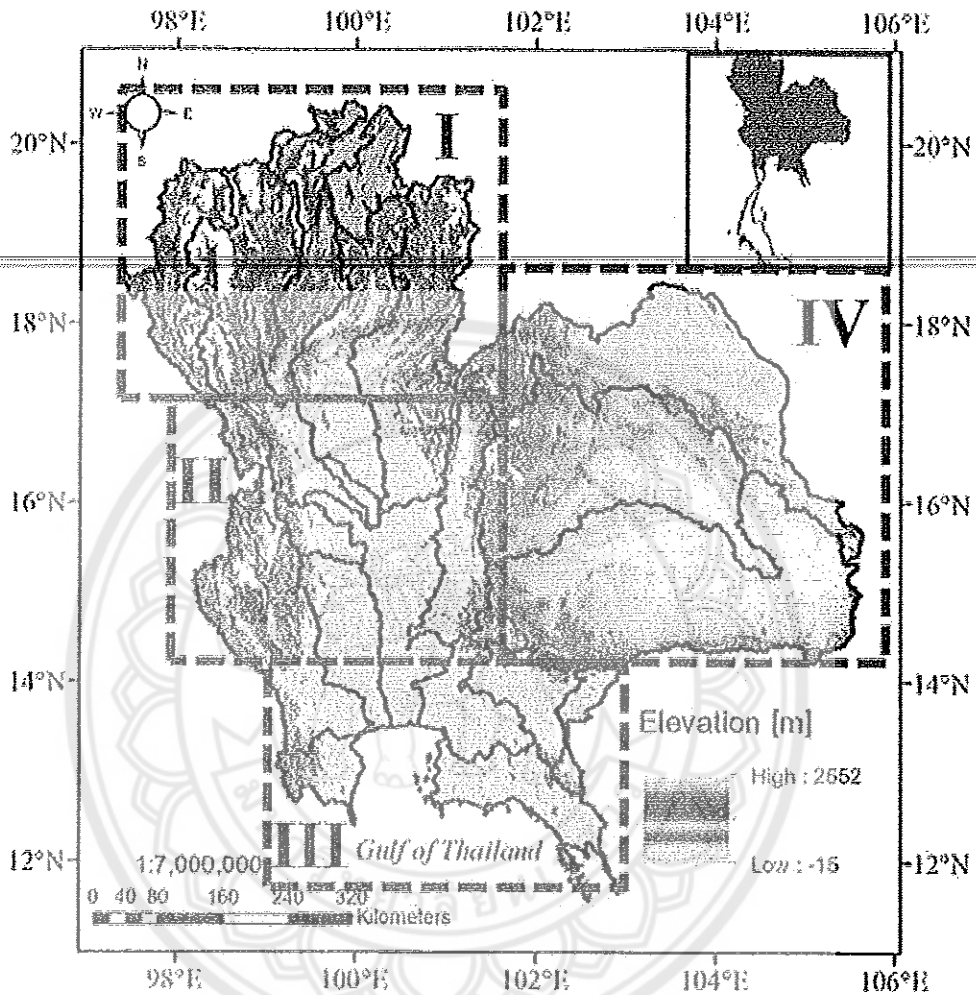 98°E 100°E 102°E 104°E 106°E
N
W E
S
I
20°N 20°N
IV
18°N 18°N
II
16°N 16°N
14°N 14°N
Elevation [m]
High : 2552
Low : -15
III Gulf of Thailand
12°N 12°N
1:7,000,000
0 40 80 160 240 320
Kilometers
98°E 100°E 102°E 104°E 106°E